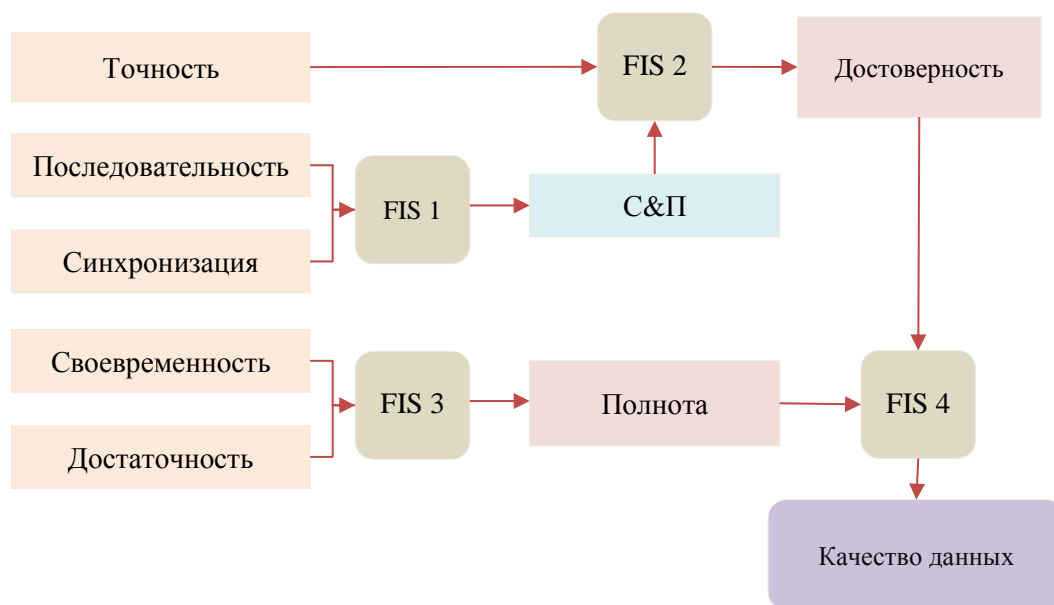 Точность
FIS 2
Достоверность
Последовательность
FIS 1
С&П
Синхронизация
Своевременность
FIS 3
Полнота
FIS 4
Достаточность
Качество данных